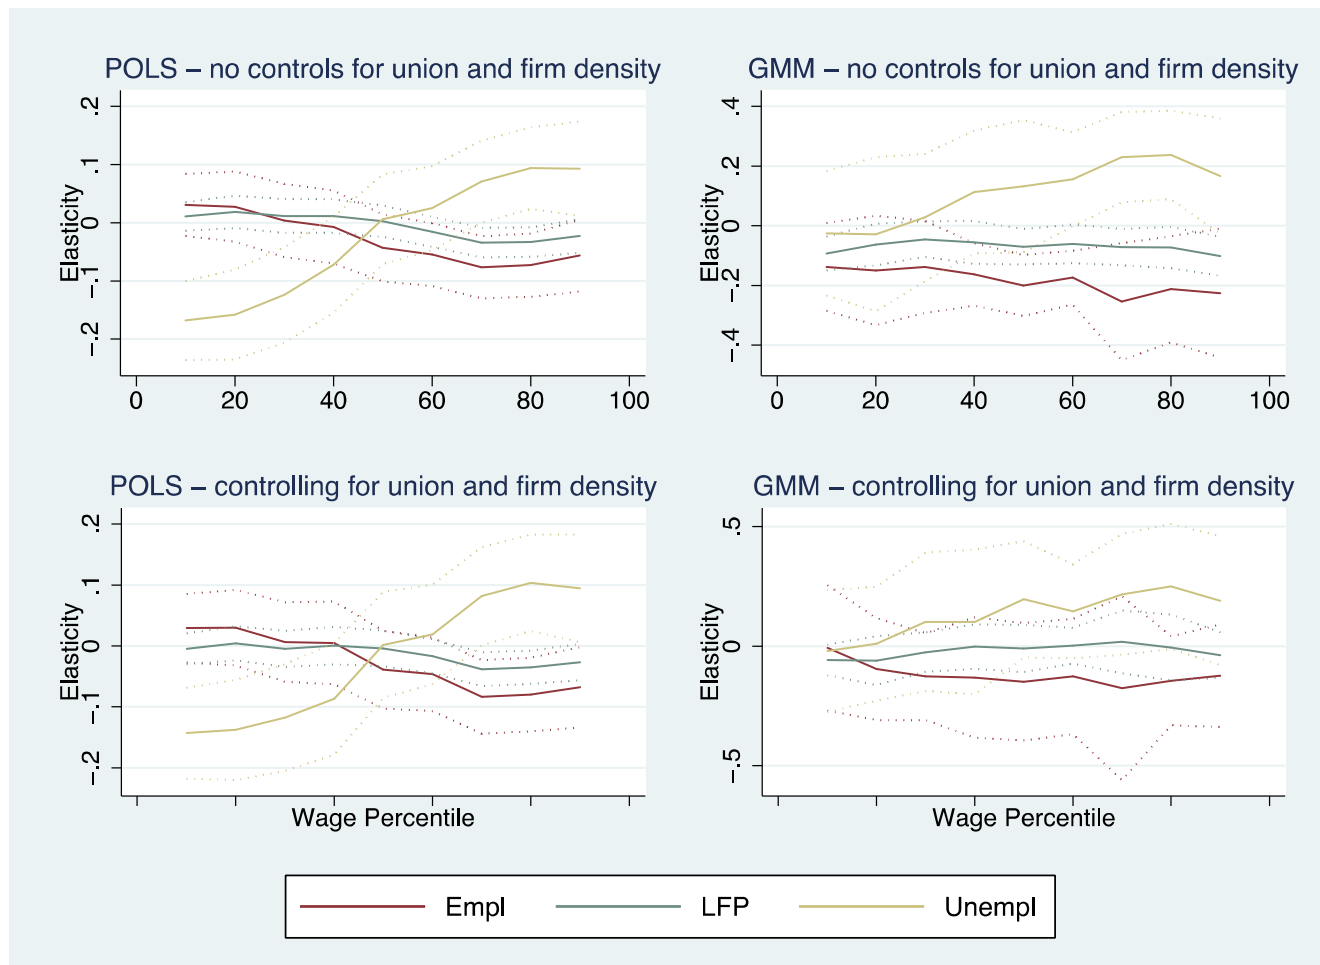 POLS – no controls for union and firm density
GMM – no controls for union and firm density
Elasticity
.2
.1
0
–.1
–.2
0 20 40 60 80 100
Elasticity
.4
.2
0
–.2
–.4
0 20 40 60 80 100
POLS – controlling for union and firm density
GMM – controlling for union and firm density
Elasticity
.2
.1
0
–.1
–.2
Wage Percentile
Elasticity
.5
0
–.5
Wage Percentile
Empl LFP Unempl